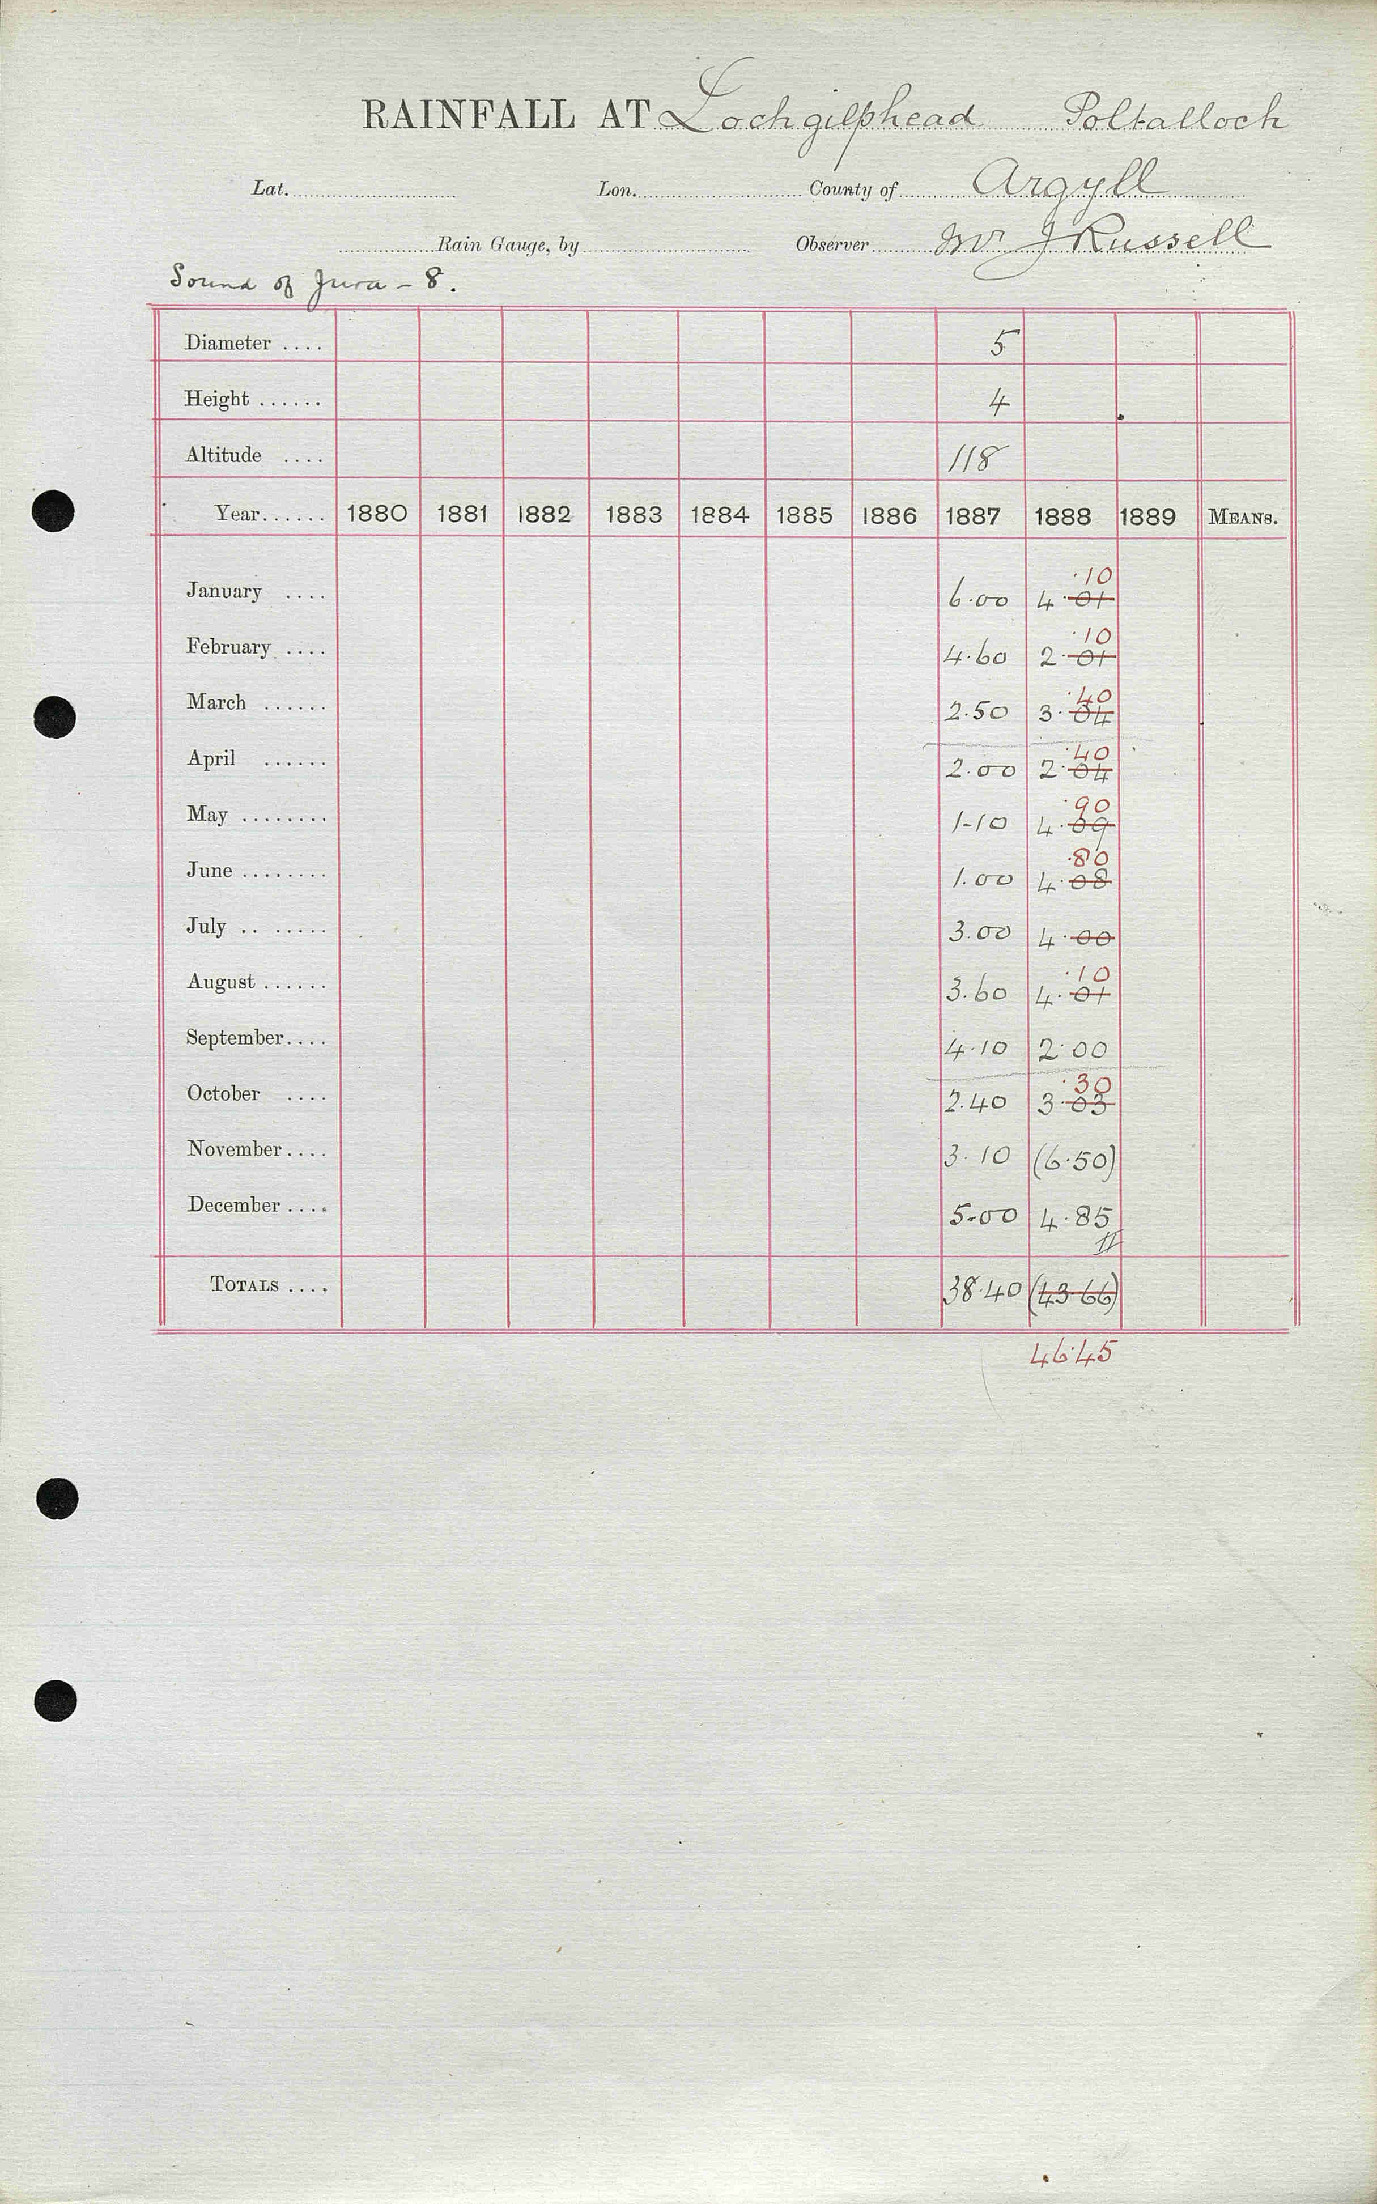 RAINFALL AT Lochgilphead Poltalloch
Lat. Lon. County of Argyll
Rain Gauge, by Observer Mr J Russell
Sound of Jura - 8.
Diameter .... 5
Height ...... 4
Altitude .... 118
Year...... 1880 1881 1882 1883 1884 1885 1886 1887 1888 1889 MEANS.
.10
January .... 6.00 4.01
.10
February .... 4.60 2.01
.40
March ...... 2.50 3.04
.40
April ...... 2.00 2.04
.90
May ........ 1-10 4.09
.80
June ........ 1.00 4.08
July .. ...... 3.00 4.00
.10
August ...... 3.60 4.01
September.... 4.10 2.00
.30
October .... 2.40 3.03
November.... 3.10 (6.50)
December .... 5-00 4.85
II
TOTALS .... 38.40 (43.66)
46.45